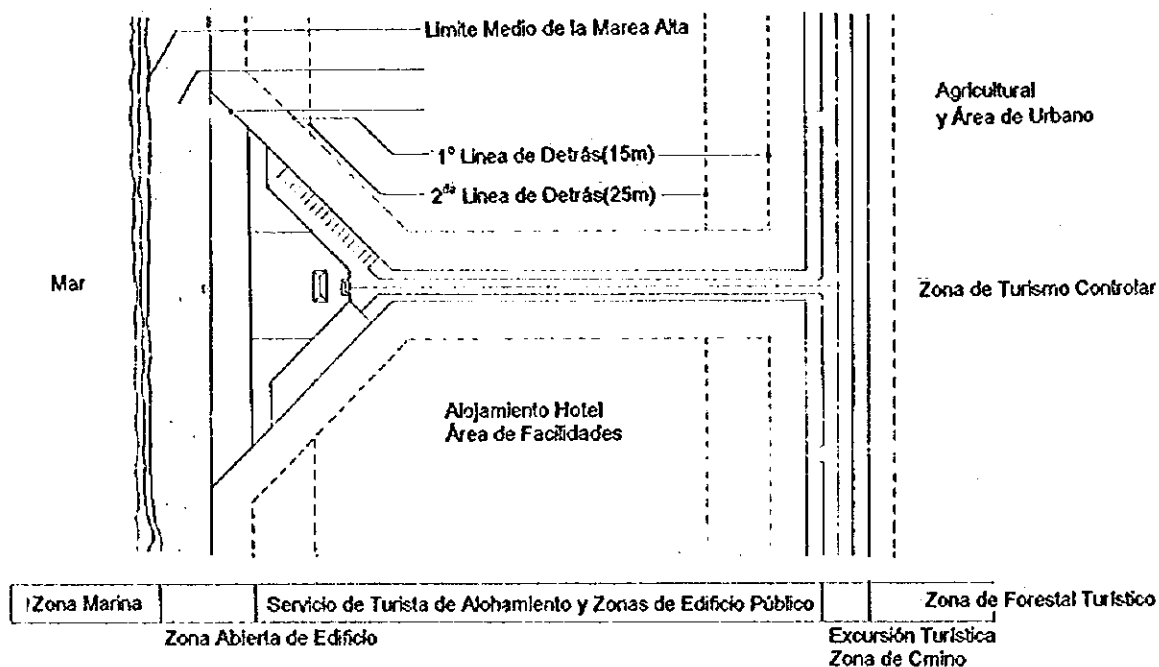 Limite Medio de la Marea Alta
Agricultural
y Área de Urbano
1º Linea de Detrás(15m)
2da Linea de Detrás(25m)
Mar
Zona de Turismo Controlar
Alojamiento Hotel
Área de Facilidades
Zona Marina
Servicio de Turista de Alohamiento y Zonas de Edificio Público
Zona de Forestal Turístico
Zona Abierta de Edificio
Excursión Turística
Zona de Cmino